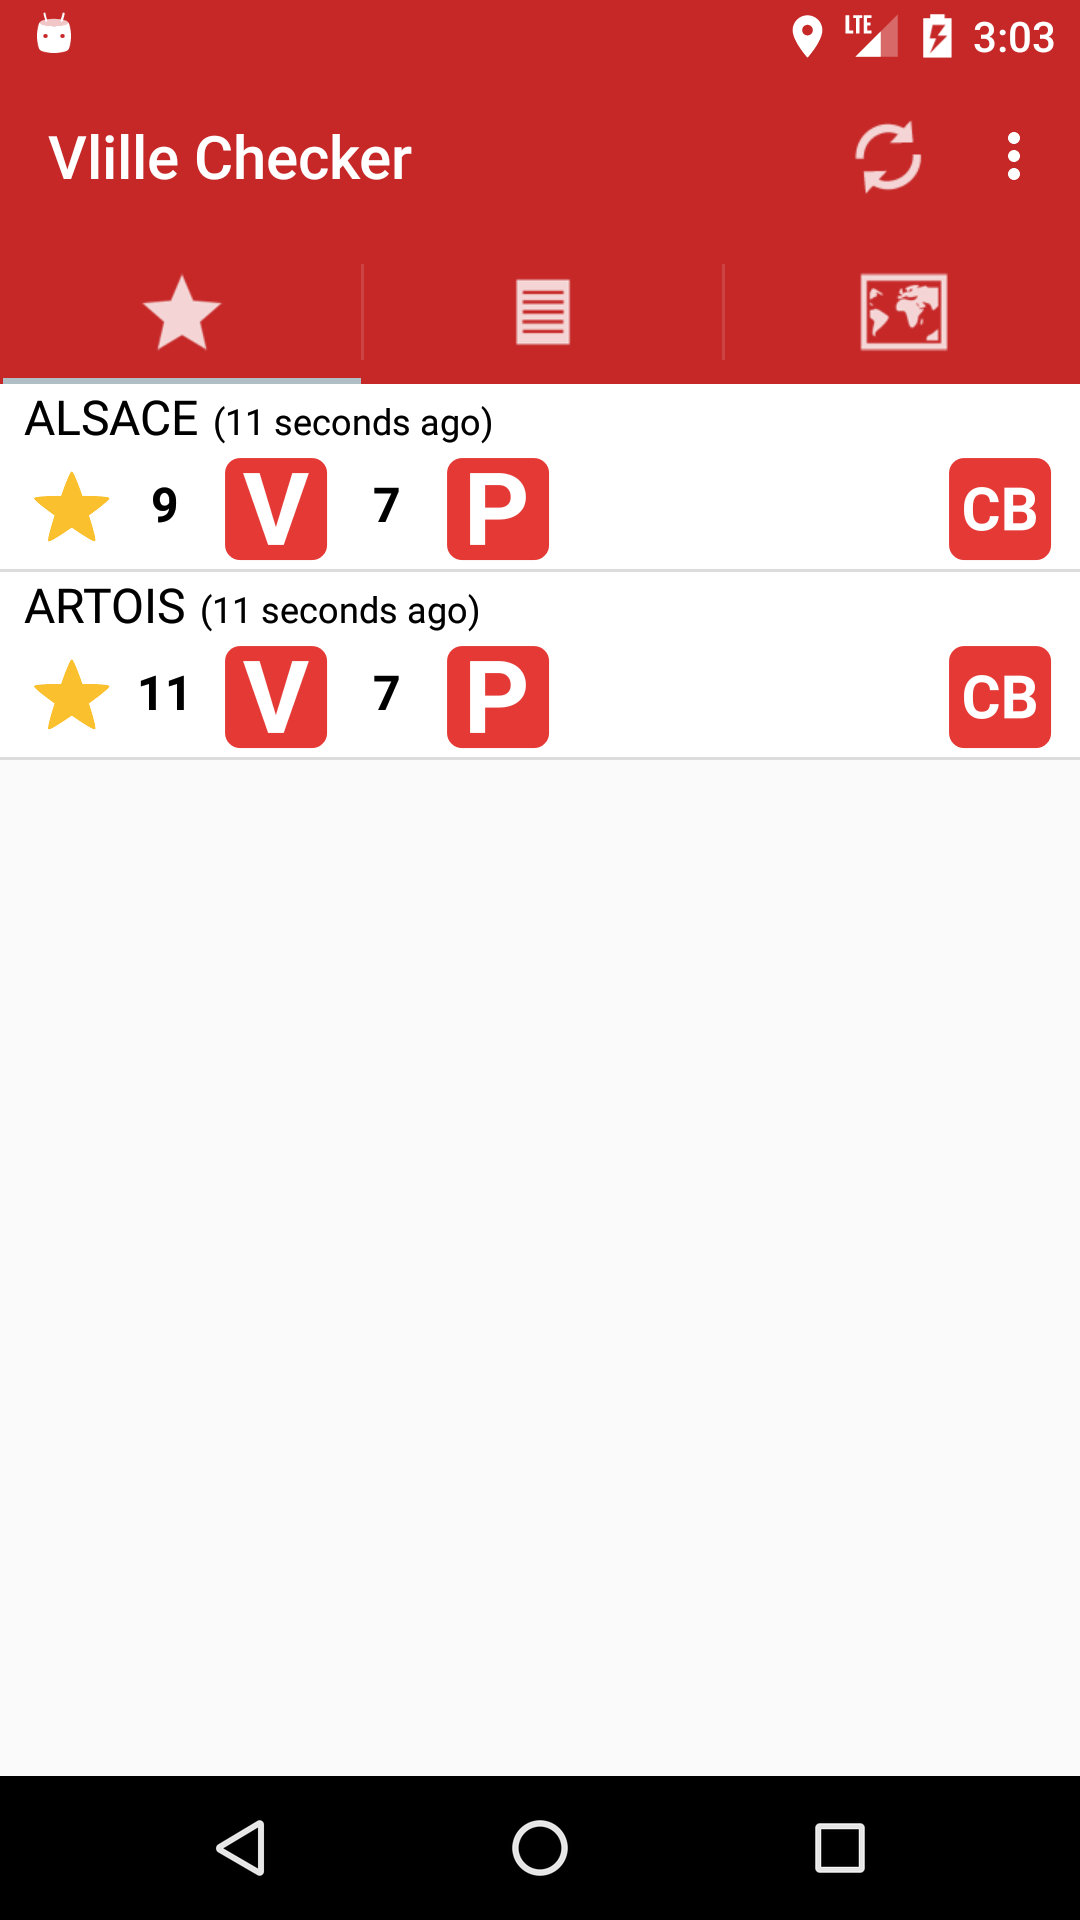 LTE 3:03
Vlille Checker
ALSACE (11 seconds ago)
9 V 7 P CB
ARTOIS (11 seconds ago)
11 V 7 P CB